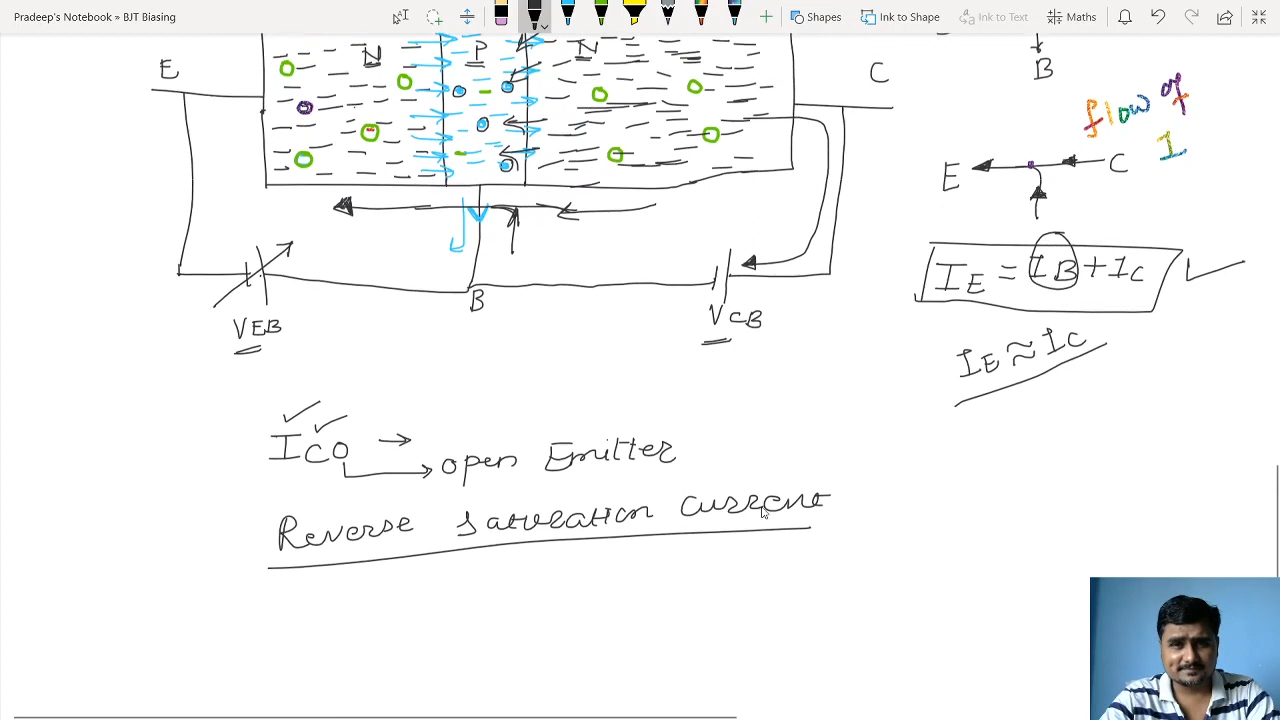 Pradeep's Notebook » BJT Biasing
Shapes
Ink to Shape
Ink to Text
Maths
N P N
E
C
B
flow of
I
E C
B
VEB
VCB
IE = IB + IC
IE ≈ IC
ICO →
open Emitter
Reverse saturation current